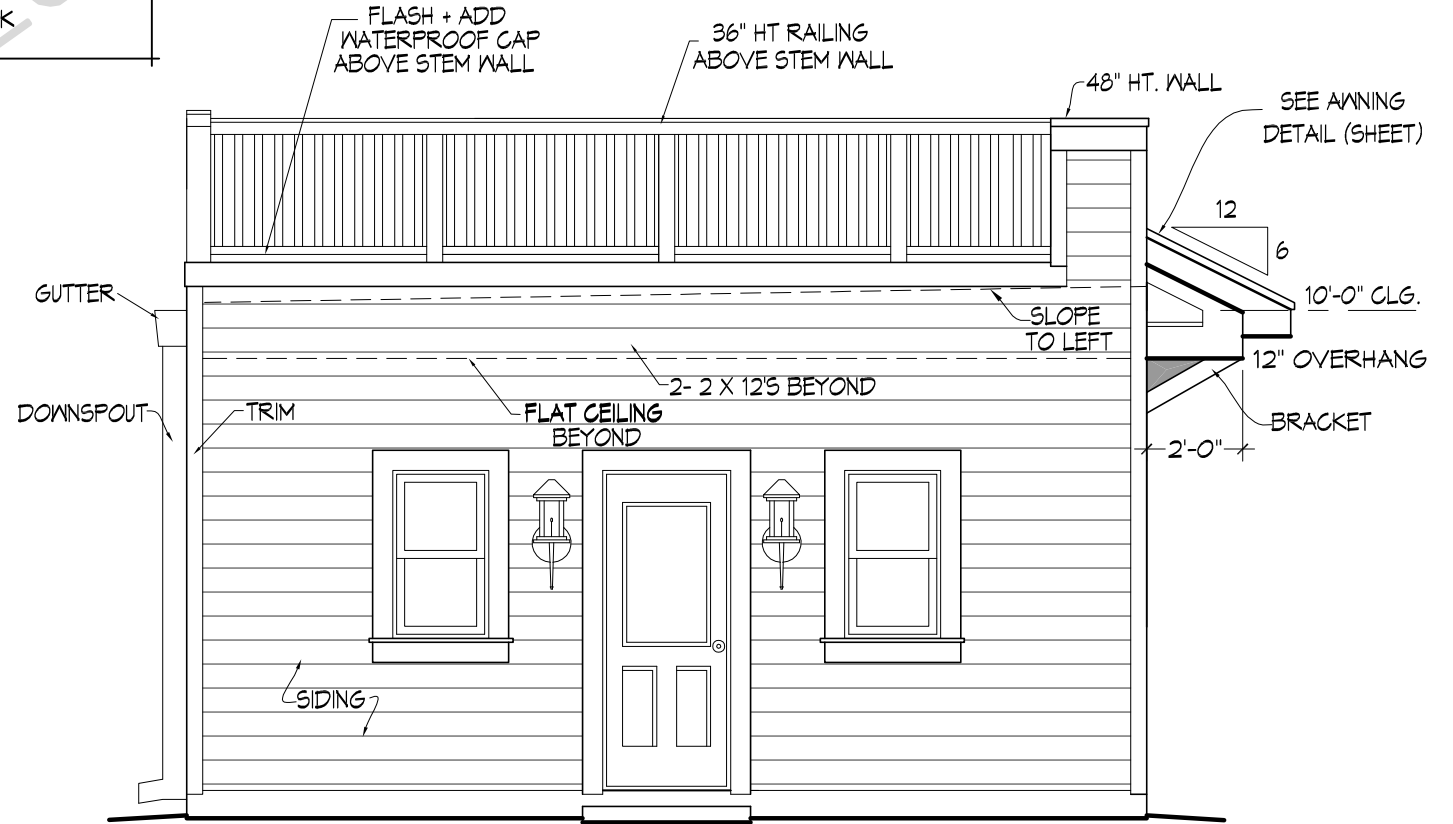 K
FLASH + ADD
WATERPROOF CAP
ABOVE STEM WALL
36" HT RAILING
ABOVE STEM WALL
48" HT. WALL
SEE AWNING
DETAIL (SHEET)
12
6
GUTTER
10'-0" CLG.
SLOPE
TO LEFT
12" OVERHANG
2- 2 X 12'S BEYOND
DOWNSPOUT
TRIM
FLAT CEILING
BEYOND
BRACKET
2'-0"
SIDING